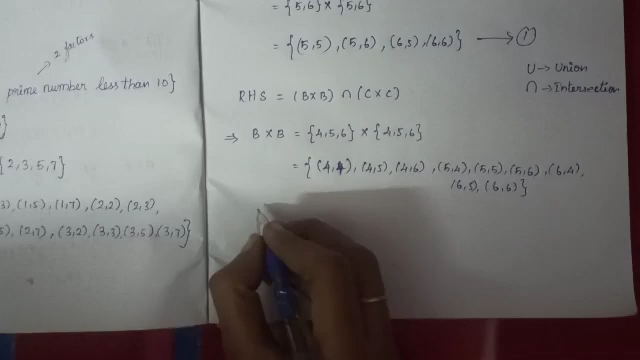 2 factors
prime number less than 10}
}
{2,3,5,7}
3), (1,5), (1,7), (2,2), (2,3),
5), (2,7), (3,2), (3,3), (3,5), (3,7)}
= {5,6} × {5,6}
= {(5,5), (5,6), (6,5), (6,6)} ⟶ ①
U → Union
∩ → Intersection
RHS = (B×B) ∩ (C×C)
⇒ B×B = {4,5,6} × {4,5,6}
= {(4,4), (4,5), (4,6), (5,4), (5,5), (5,6), (6,4),
(6,5), (6,6)}